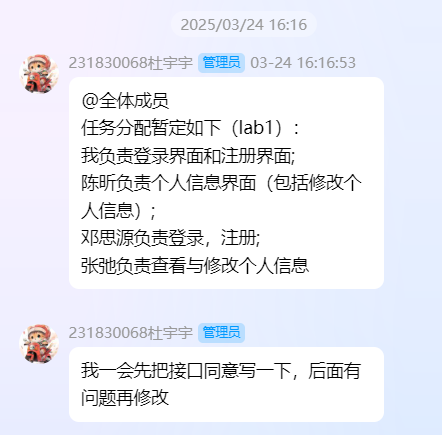 2025/03/24 16:16
231830068杜宇宇 管理员 03-24 16:16:53
@全体成员
任务分配暂定如下（lab1）：
我负责登录界面和注册界面;
陈昕负责个人信息界面（包括修改个
人信息）;
邓思源负责登录，注册;
张弛负责查看与修改个人信息
231830068杜宇宇 管理员
我一会先把接口同意写一下，后面有
问题再修改